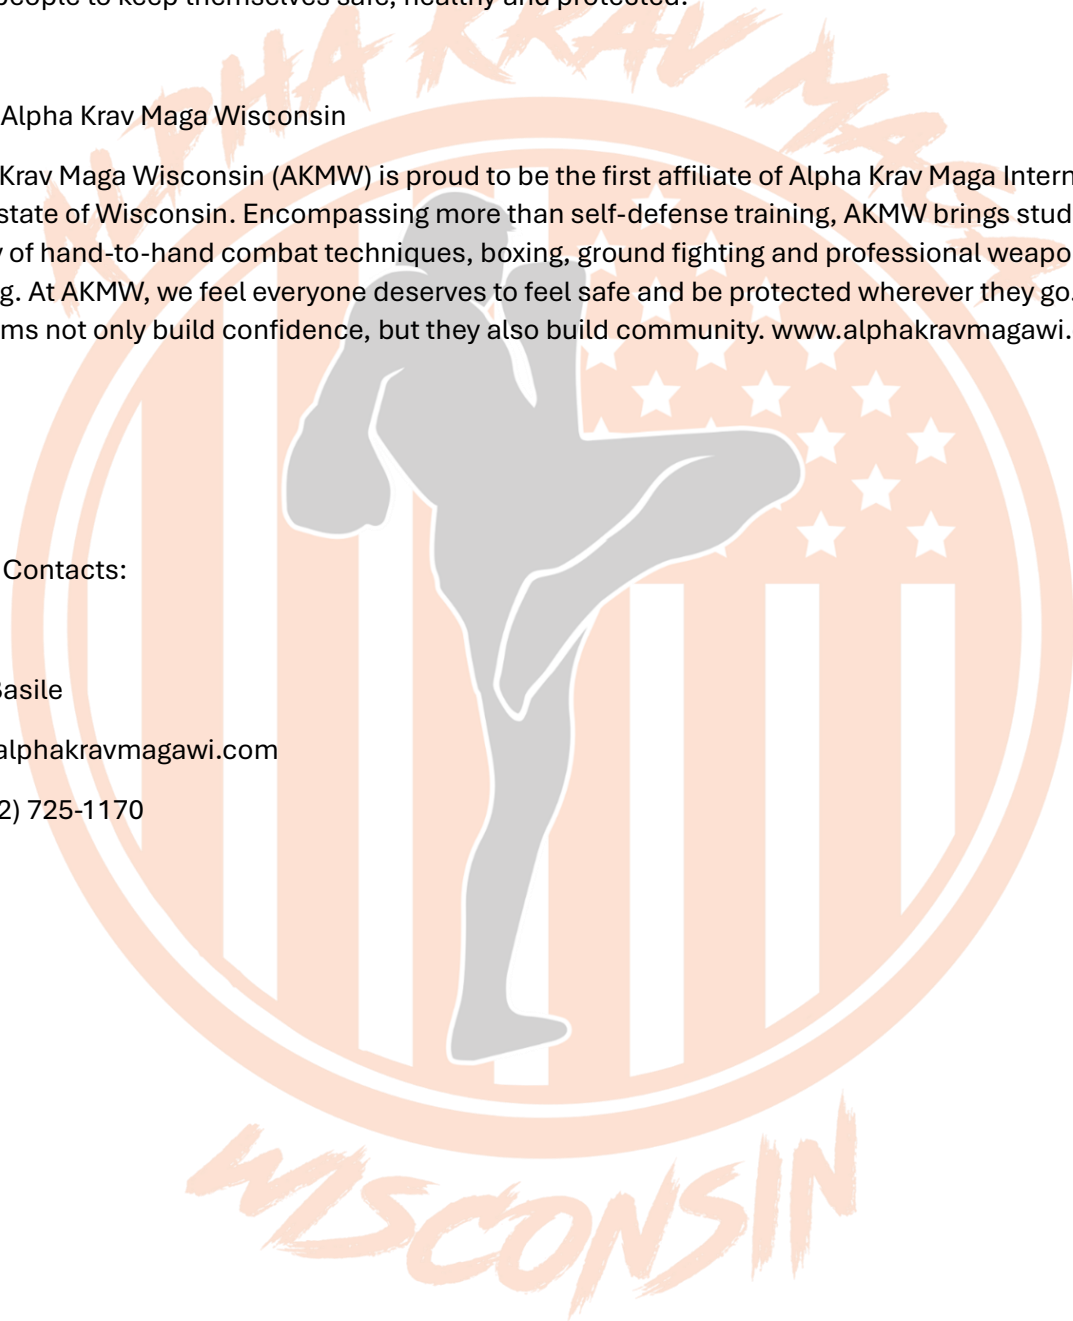 people to keep themselves safe, healthy and protected.
ALPHA KRAV MAGA
Alpha Krav Maga Wisconsin
Krav Maga Wisconsin (AKMW) is proud to be the first affiliate of Alpha Krav Maga Intern
state of Wisconsin. Encompassing more than self-defense training, AKMW brings stud
y of hand-to-hand combat techniques, boxing, ground fighting and professional weapo
g. At AKMW, we feel everyone deserves to feel safe and be protected wherever they go.
ms not only build confidence, but they also build community. www.alphakravmagawi.
Contacts:
Basile
alphakravmagawi.com
2) 725-1170
WISCONSIN